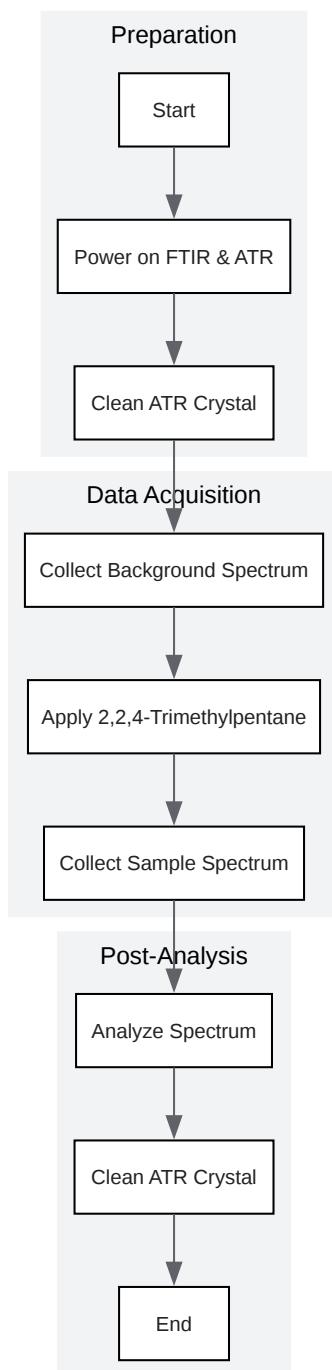 Preparation
Start
Power on FTIR & ATR
Clean ATR Crystal
Data Acquisition
Collect Background Spectrum
Apply 2,2,4-Trimethylpentane
Collect Sample Spectrum
Post-Analysis
Analyze Spectrum
Clean ATR Crystal
End